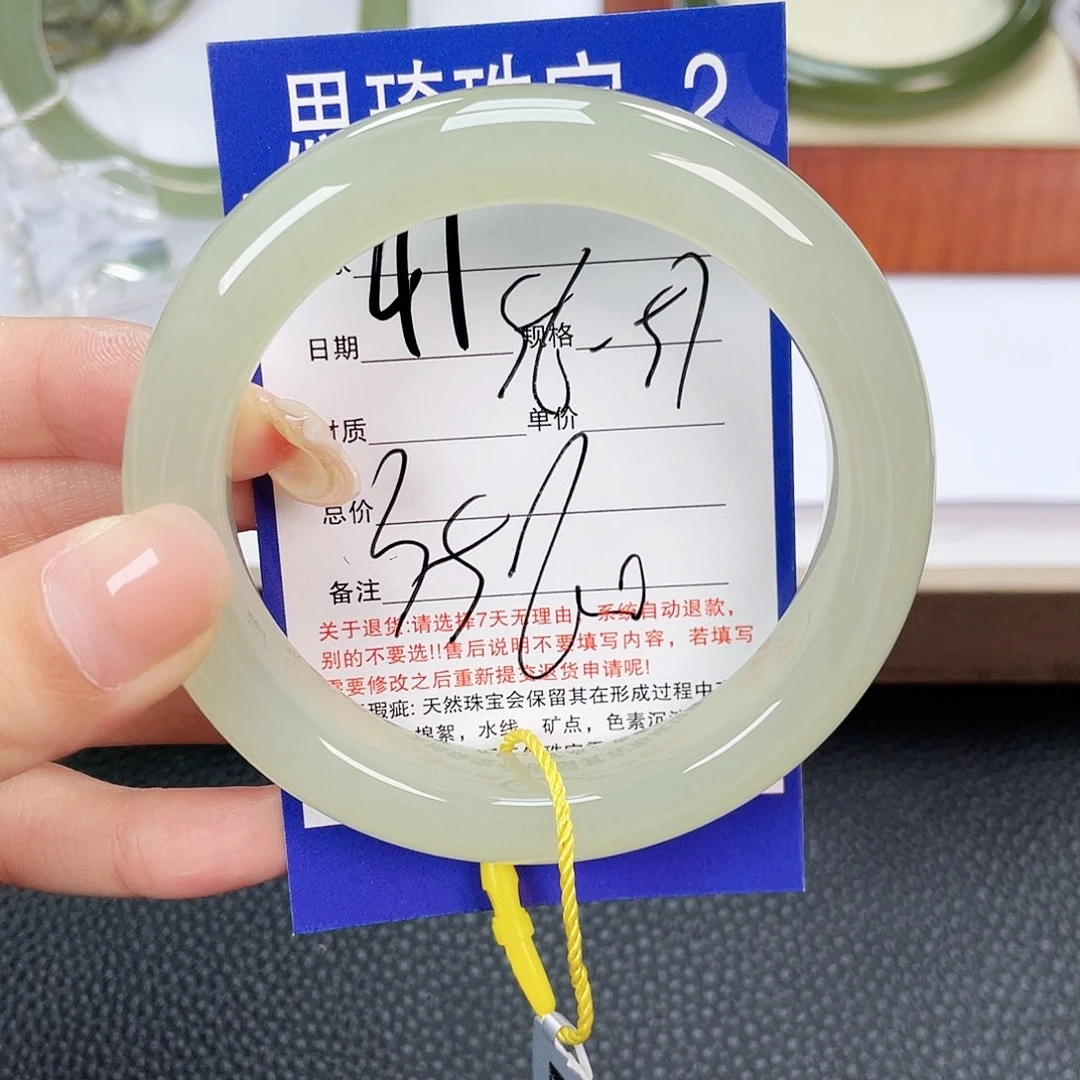 思琦珠宝 2
41
日期 规格 56-57
材质 单价
总价
备注
关于退货:请选择7天无理由 系统自动退款,
别的不要选!!售后说明不要填写内容,若填写
需要修改之后重新提交退货申请呢!
瑕疵: 天然珠宝会保留其在形成过程中
棉絮,水线,矿点,色素沉